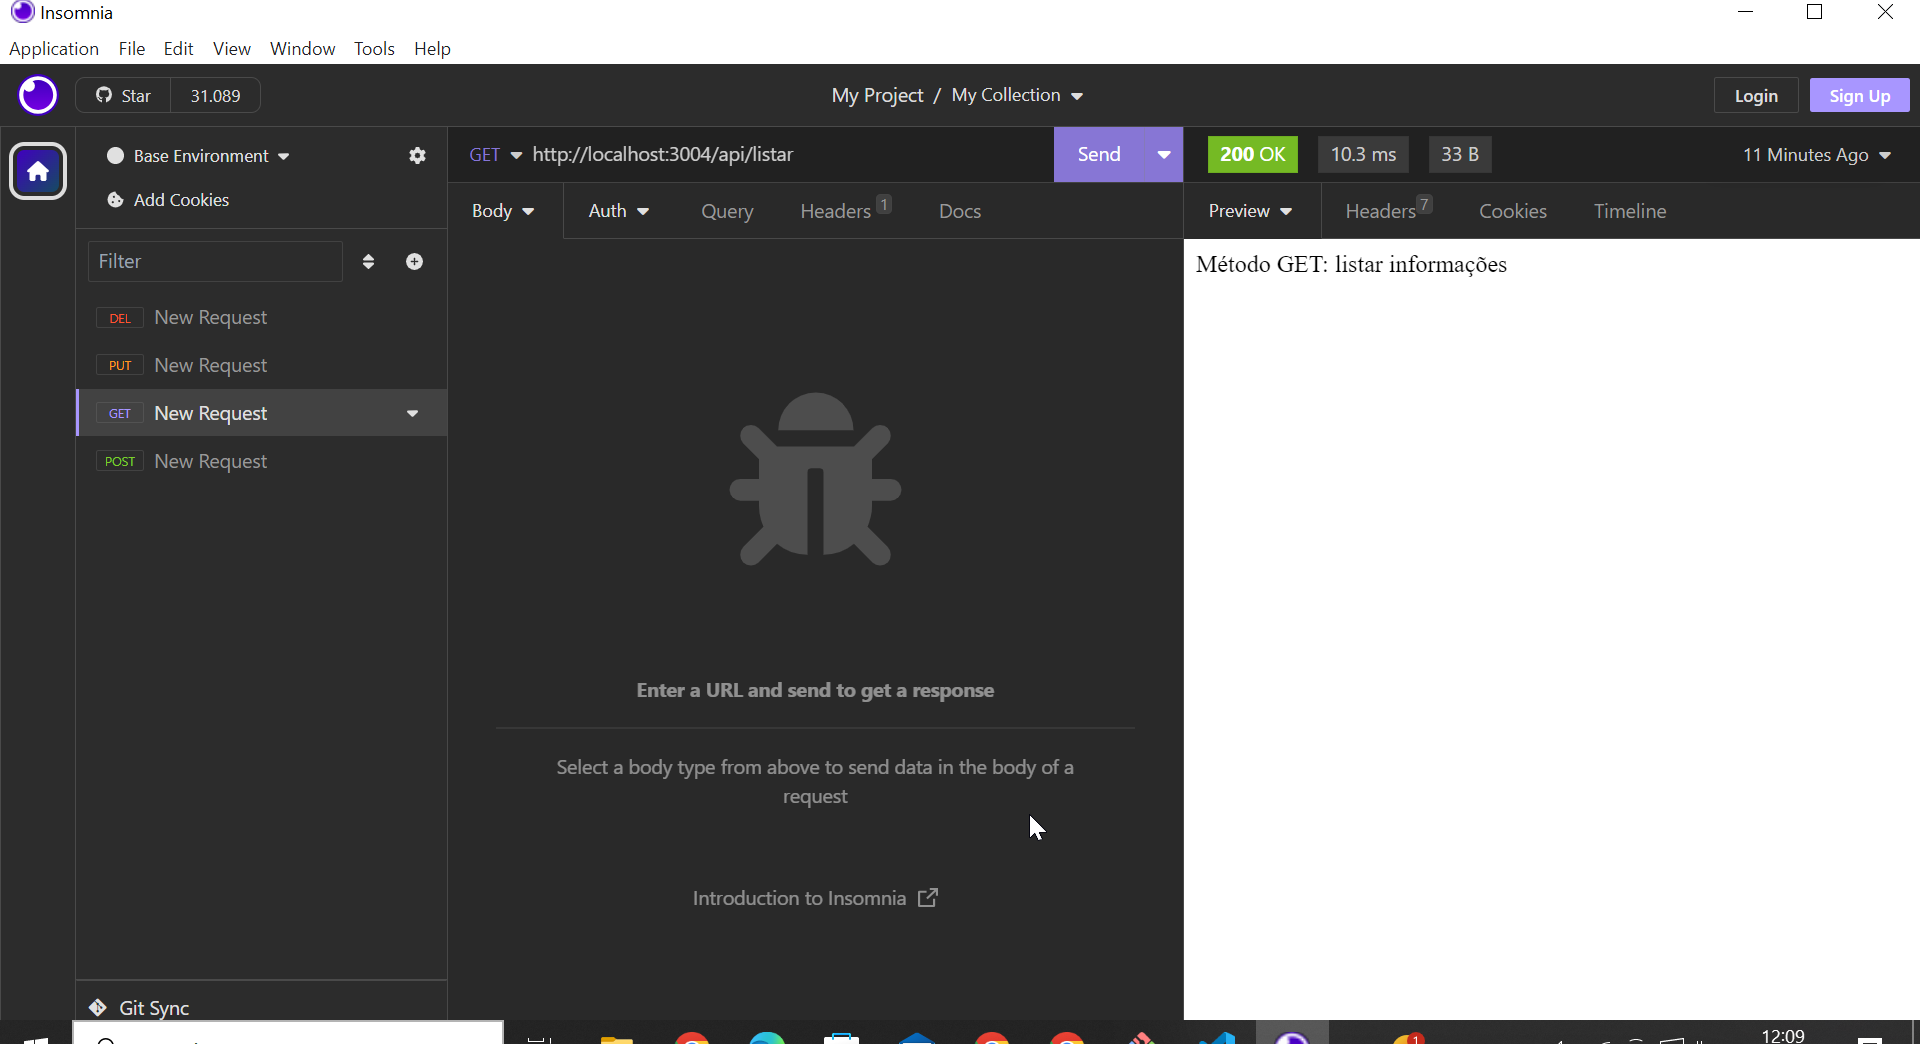 Insomnia
Application File Edit View Window Tools Help
Star 31.089
My Project / My Collection
Login
Sign Up
Base Environment
Add Cookies
Filter
DEL New Request
PUT New Request
GET New Request
POST New Request
Git Sync
GET http://localhost:3004/api/listar
Send
Body Auth Query Headers 1 Docs
Enter a URL and send to get a response
Select a body type from above to send data in the body of a
request
Introduction to Insomnia
200 OK 10.3 ms 33 B 11 Minutes Ago
Preview Headers 7 Cookies Timeline
Método GET: listar informações
1
12:09